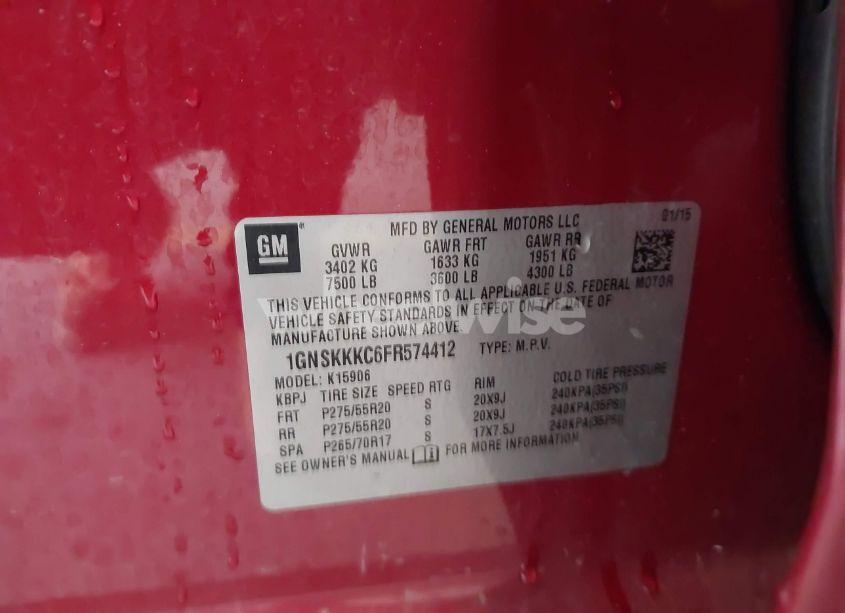 GM
MFD BY GENERAL MOTORS LLC 01/15
GVWR GAWR FRT GAWR RR
3402 KG 1633 KG 1951 KG
7500 LB 3600 LB 4300 LB
THIS VEHICLE CONFORMS TO ALL APPLICABLE U.S. FEDERAL MOTOR
VEHICLE SAFETY STANDARDS IN EFFECT ON THE DATE OF
MANUFACTURE SHOWN ABOVE.
1GNSKKKC6FR574412 TYPE: M.P.V.
MODEL: K15906
KBPJ TIRE SIZE SPEED RTG RIM COLD TIRE PRESSURE
FRT P275/55R20 S 20X9J 240KPA(35PSI)
RR P275/55R20 S 20X9J 240KPA(35PSI)
SPA P265/70R17 S 17X7.5J 240KPA(35PSI)
SEE OWNER'S MANUAL FOR MORE INFORMATION